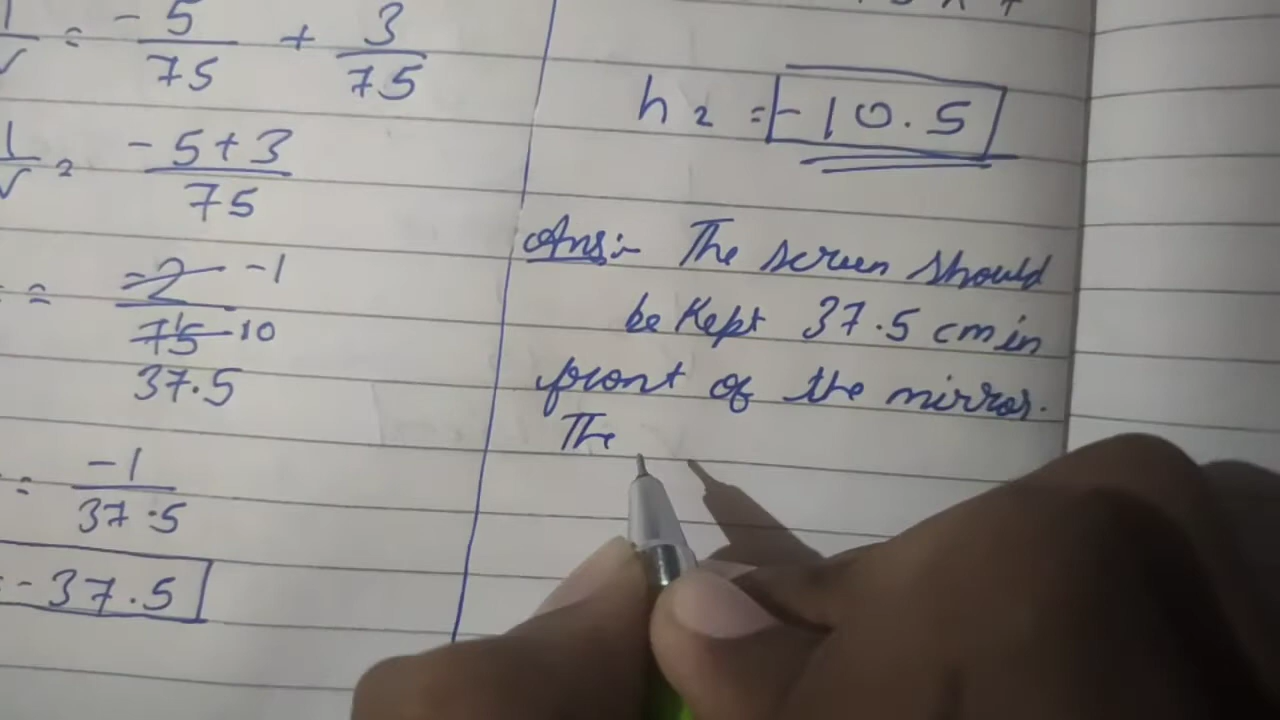 1/v = -5/75 + 3/75
1/v = -5+3/75
= -2/75 -1
10
37.5
= -1/37.5
= -37.5
h2 = -10.5
Ans:- The screen should
be kept 37.5 cm in
front of the mirror.
The